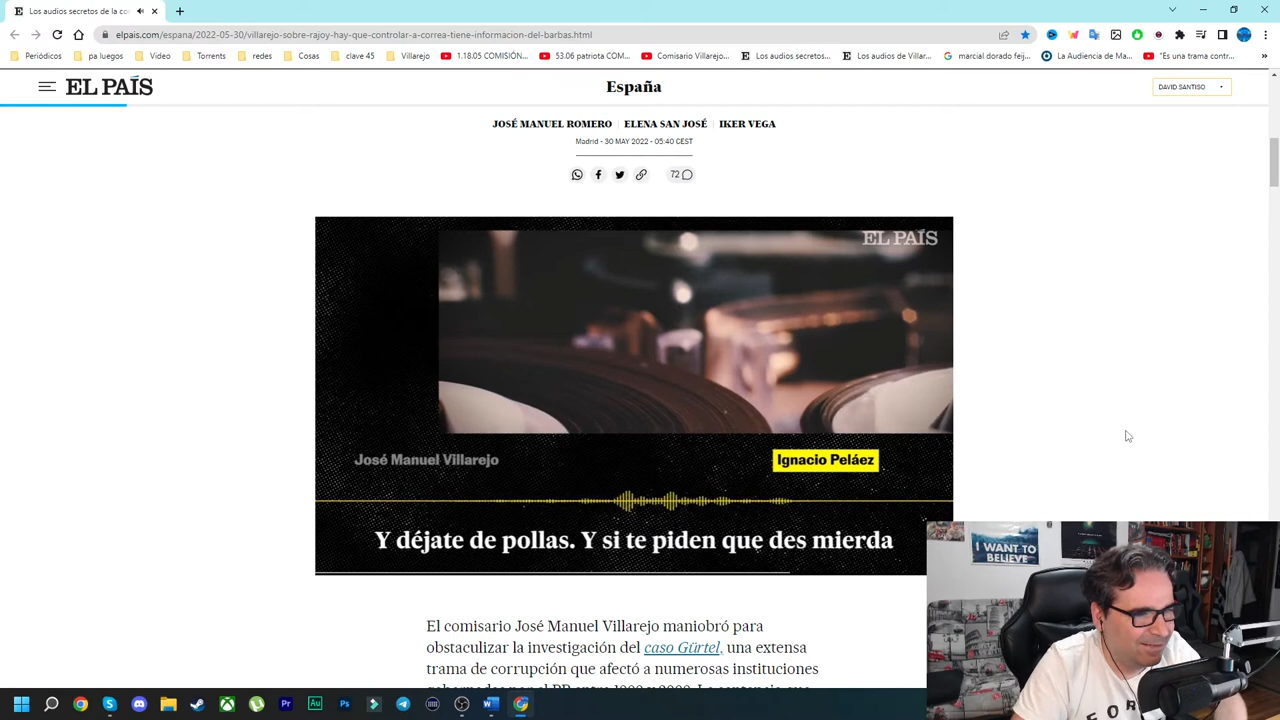 Los audios secretos de la co
elpais.com/espana/2022-05-30/villarejo-sobre-rajoy-hay-que-controlar-a-correa-tiene-informacion-del-barbas.html
Periódicos pa luegos Vídeo Torrents redes Cosas clave 45 Villarejo 1.18.05 COMISIÓN... 53.06 patriota COM... Comisario Villarejo... Los audios secretos... Los audios de Villar... marcial dorado feij... La Audiencia de Ma... "Es una trama contr... »
EL PAÍS
España
DAVID SANTISO
JOSÉ MANUEL ROMERO | ELENA SAN JOSÉ | IKER VEGA
Madrid - 30 MAY 2022 - 05:40 CEST
72
EL PAÍS
José Manuel Villarejo
Ignacio Peláez
Y déjate de pollas. Y si te piden que des mierda
I WANT TO
BELIEVE
El comisario José Manuel Villarejo maniobró para
obstaculizar la investigación del caso Gürtel, una extensa
trama de corrupción que afectó a numerosas instituciones